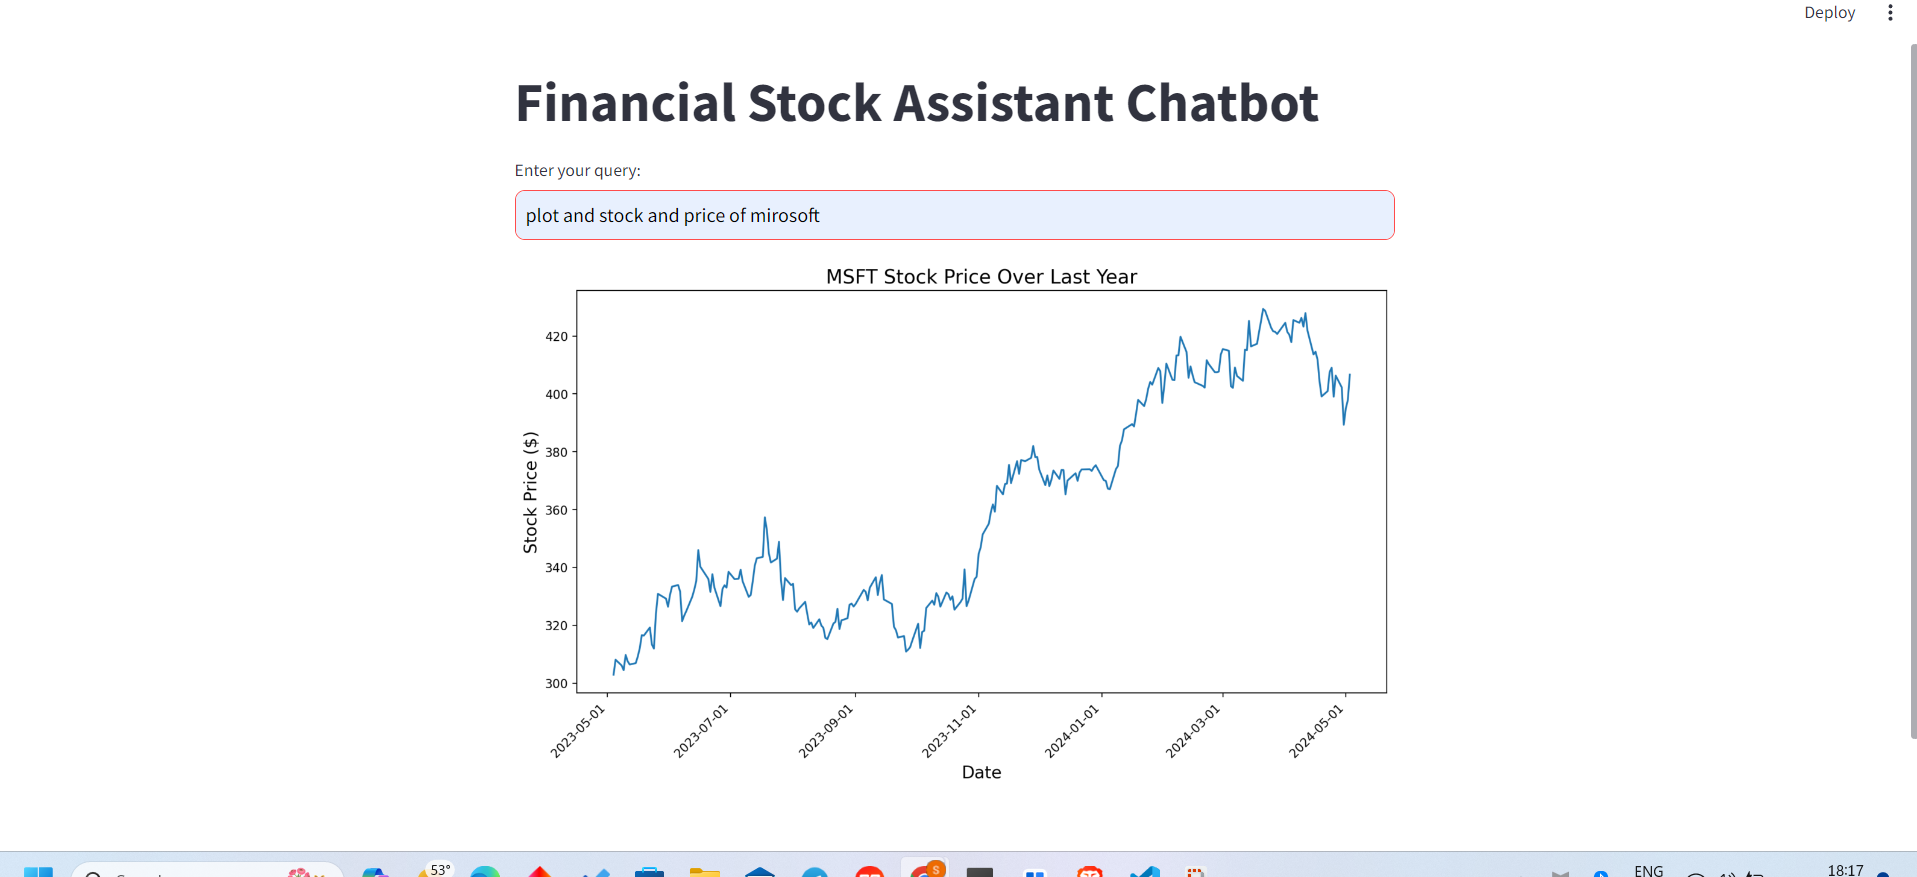 Deploy
Financial Stock Assistant Chatbot
Enter your query:
plot and stock and price of mirosoft
MSFT Stock Price Over Last Year
420
400
380
360
340
320
300
Stock Price ($)
2023-05-01
2023-07-01
2023-09-01
2023-11-01
2024-01-01
2024-03-01
2024-05-01
Date
53°
S
ENG
18:17